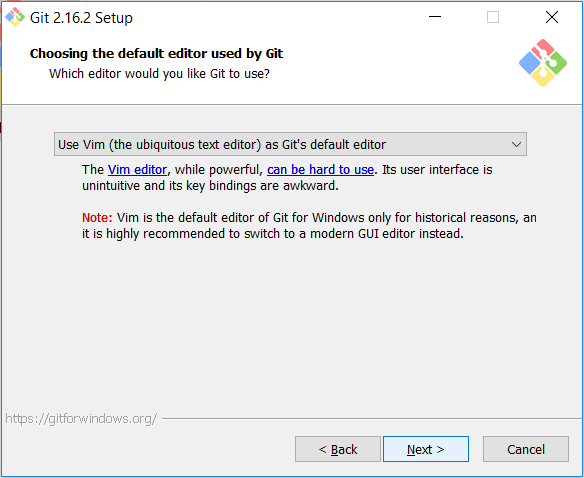 Git 2.16.2 Setup
Choosing the default editor used by Git
Which editor would you like Git to use?
Use Vim (the ubiquitous text editor) as Git's default editor
The Vim editor, while powerful, can be hard to use. Its user interface is
unintuitive and its key bindings are awkward.
Note: Vim is the default editor of Git for Windows only for historical reasons, an
it is highly recommended to switch to a modern GUI editor instead.
https://gitforwindows.org/
< Back
Next >
Cancel